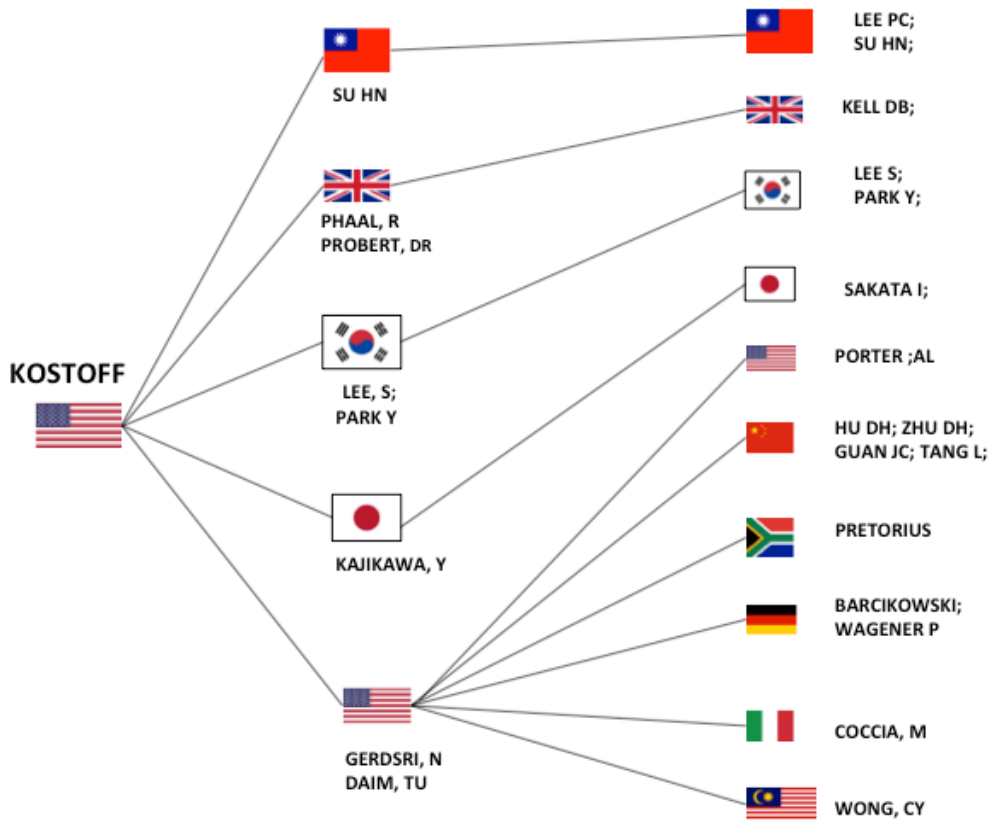 KOSTOFF
SU HN
PHAAL, R
PROBERT, DR
LEE, S;
PARK Y
KAJIKAWA, Y
GERDSRI, N
DAIM, TU
LEE PC;
SU HN;
KELL DB;
LEE S;
PARK Y;
SAKATA I;
PORTER ;AL
HU DH; ZHU DH;
GUAN JC; TANG L;
PRETORIUS
BARCIKOWSKI;
WAGENER P
COCCIA, M
WONG, CY